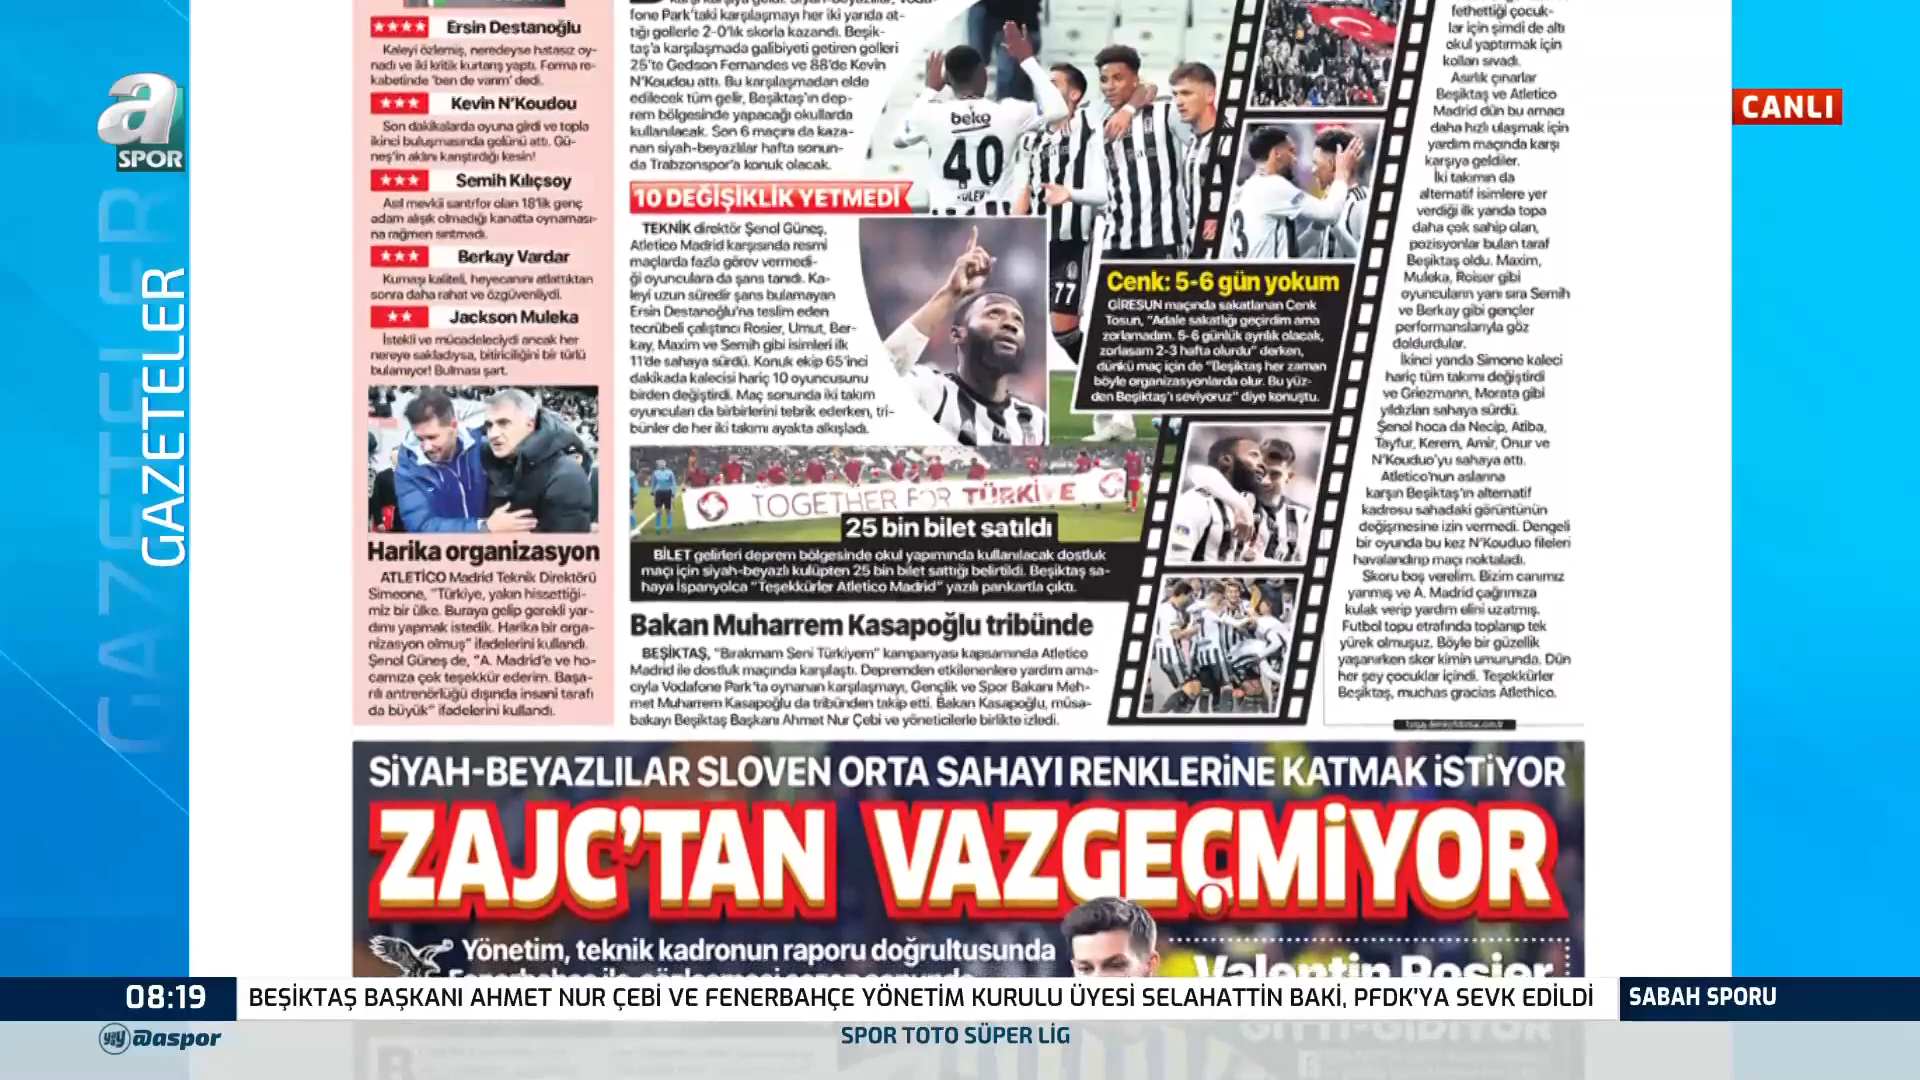 a
SPOR
GAZETELER
GAZETELER
CANLI
Ersin Destanoğlu
Kaleyi özlemiş, neredeyse hatasız oy-
nadı ve iki kritik kurtarış yaptı. Forma re-
kabetinde 'ben de varım' dedi.
Kevin N'Koudou
Son dakikalarda oyuna girdi ve topla
ikinci buluşmasında golünü attı. Gü-
neş'in aklını karıştırdığı kesin!
Semih Kılıçsoy
Asıl mevkii santrfor olan 18'lik genç
adam alışık olmadığı kanatta oynaması-
na rağmen sırıtmadı.
Berkay Vardar
Kumaşı kaliteli, heyecanını atlattıktan
sonra daha rahat ve özgüvenliydi.
Jackson Muleka
İstekli ve mücadeleciydi ancak her
nereye sakladıysa, bitiriciliğini bir türlü
bulamıyor! Bulması şart.
Harika organizasyon
ATLETİCO Madrid Teknik Direktörü
Simeone, "Türkiye, yakın hissettiği-
miz bir ülke. Buraya gelip gerekli yar-
dımı yapmak istedik. Harika bir orga-
nizasyon olmuş" ifadelerini kullandı.
Şenol Güneş de, "A. Madrid'e ve ho-
camıza çok teşekkür ederim. Başa-
rılı antrenörlüğü dışında insani tarafı
da büyük" ifadelerini kullandı.
fone Park'taki karşılaşmayı her iki yarıda at-
tığı gollerle 2-0'lık skorla kazandı. Beşik-
taş'a karşılaşmada galibiyeti getiren golleri
25'te Gedson Fernandes ve 88'de Kevin
N'Koudou attı. Bu karşılaşmadan elde
edilecek tüm gelir, Beşiktaş'ın dep-
rem bölgesinde yapacağı okullarda
kullanılacak. Son 6 maçını da kaza-
nan siyah-beyazlılar hafta sonun-
da Trabzonspor'a konuk olacak.
10 DEĞİŞİKLİK YETMEDİ
TEKNİK direktör Şenol Güneş,
Atletico Madrid karşısında resmi
maçlarda fazla görev vermedi-
ği oyunculara da şans tanıdı. Ka-
leyi uzun süredir şans bulamayan
Ersin Destanoğlu'na teslim eden
tecrübeli çalıştırıcı Rosier, Umut, Ber-
kay, Maxim ve Semih gibi isimleri ilk
11'de sahaya sürdü. Konuk ekip 65'inci
dakikada kalecisi hariç 10 oyuncusunu
birden değiştirdi. Maç sonunda iki takım
oyuncuları da birbirlerini tebrik ederken, tri-
bünler de her iki takımı ayakta alkışladı.
beko
40
77
Cenk: 5-6 gün yokum
GİRESUN maçında sakatlanan Cenk
Tosun, "Adale sakatlığı geçirdim ama
zorlamadım. 5-6 günlük ayrılık olacak,
zorlasam 2-3 hafta olurdu" derken,
dünkü maç için de "Beşiktaş her zaman
böyle organizasyonlarda olur. Bu yüz-
den Beşiktaş'ı seviyoruz" diye konuştu.
TOGETHER FOR TÜRKİYE
25 bin bilet satıldı
BİLET gelirleri deprem bölgesinde okul yapımında kullanılacak dostluk
maçı için siyah-beyazlı kulüpten 25 bin bilet sattığı belirtildi. Beşiktaş sa-
haya İspanyolca "Teşekkürler Atletico Madrid" yazılı pankartla çıktı.
Bakan Muharrem Kasapoğlu tribünde
BEŞİKTAŞ, "Bırakmam Seni Türkiyem" kampanyası kapsamında Atletico
Madrid ile dostluk maçında karşılaştı. Depremden etkilenenlere yardım ama-
cıyla Vodafone Park'ta oynanan karşılaşmayı, Gençlik ve Spor Bakanı Meh-
met Muharrem Kasapoğlu da tribünden takip etti. Bakan Kasapoğlu, müsa-
bakayı Beşiktaş Başkanı Ahmet Nur Çebi ve yöneticilerle birlikte izledi.
fethettiği çocuk-
lar için şimdi de altı
okul yaptırmak için
kolları sıvadı.
Asırlık çınarlar
Beşiktaş ve Atletico
Madrid dün bu amacı
daha hızlı ulaşmak için
yardım maçında karşı
karşıya geldiler.
İki takımın da
alternatif isimlere yer
verdiği ilk yarıda topa
daha çok sahip olan,
pozisyonlar bulan taraf
Beşiktaş oldu. Maxim,
Muleka, Roiser gibi
oyuncuların yanı sıra Semih
ve Berkay gibi gençler
performanslarıyla göz
doldurdular.
İkinci yarıda Simone kaleci
hariç tüm takımı değiştirdi
ve Griezmann, Morata gibi
yıldızları sahaya sürdü.
Şenol hoca da Necip, Atiba,
Tayfur, Kerem, Amir, Onur ve
N'Kouduo'yu sahaya attı.
Atletico'nun aslarına
karşın Beşiktaş'ın alternatif
kadrosu sahadaki görüntünün
değişmesine izin vermedi. Dengeli
bir oyunda bu kez N'Kouduo fileleri
havalandırıp maçı noktaladı.
Skoru boş verelim. Bizim canımız
yanmış ve A. Madrid çağrımıza
kulak verip yardım elini uzatmış.
Futbol topu etrafında toplanıp tek
yürek olmuşuz. Böyle bir güzellik
yaşanırken skor kimin umurunda. Dün
her şey çocuklar içindi. Teşekkürler
Beşiktaş, muchas gracias Atlethico.
SİYAH-BEYAZLILAR SLOVEN ORTA SAHAYI RENKLERİNE KATMAK İSTİYOR
ZAJC'TAN VAZGEÇMİYOR
Yönetim, teknik kadronun raporu doğrultusunda
Valentin Rosier
08:19
BEŞİKTAŞ BAŞKANI AHMET NUR ÇEBİ VE FENERBAHÇE YÖNETİM KURULU ÜYESİ SELAHATTİN BAKİ, PFDK'YA SEVK EDİLDİ
SABAH SPORU
@aspor
SPOR TOTO SÜPER LİG